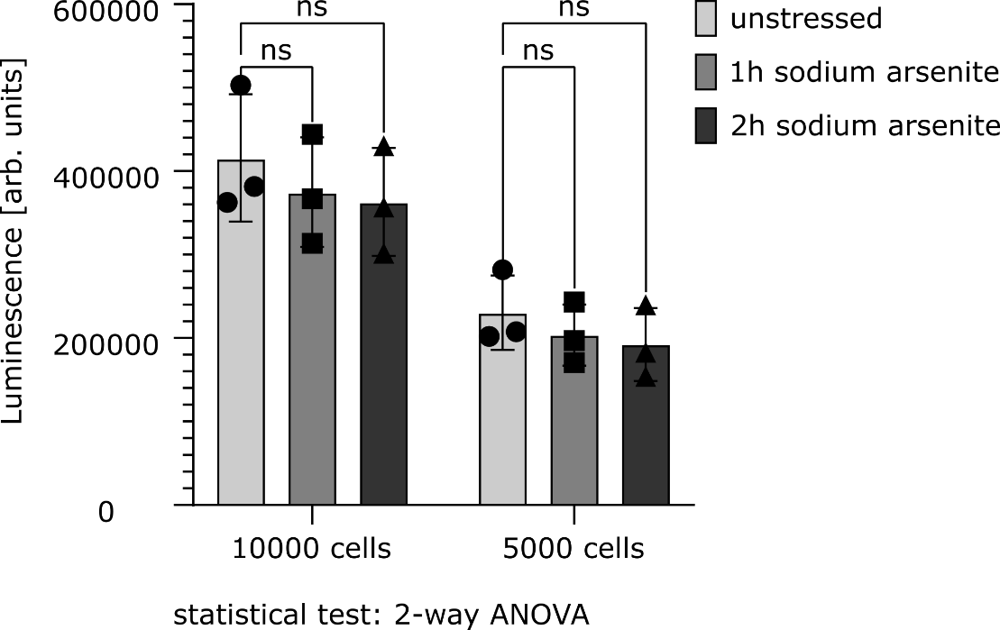 600000
400000
200000
0
Luminescence [arb. units]
ns
ns
ns
ns
unstressed
1h sodium arsenite
2h sodium arsenite
10000 cells
5000 cells
statistical test: 2-way ANOVA